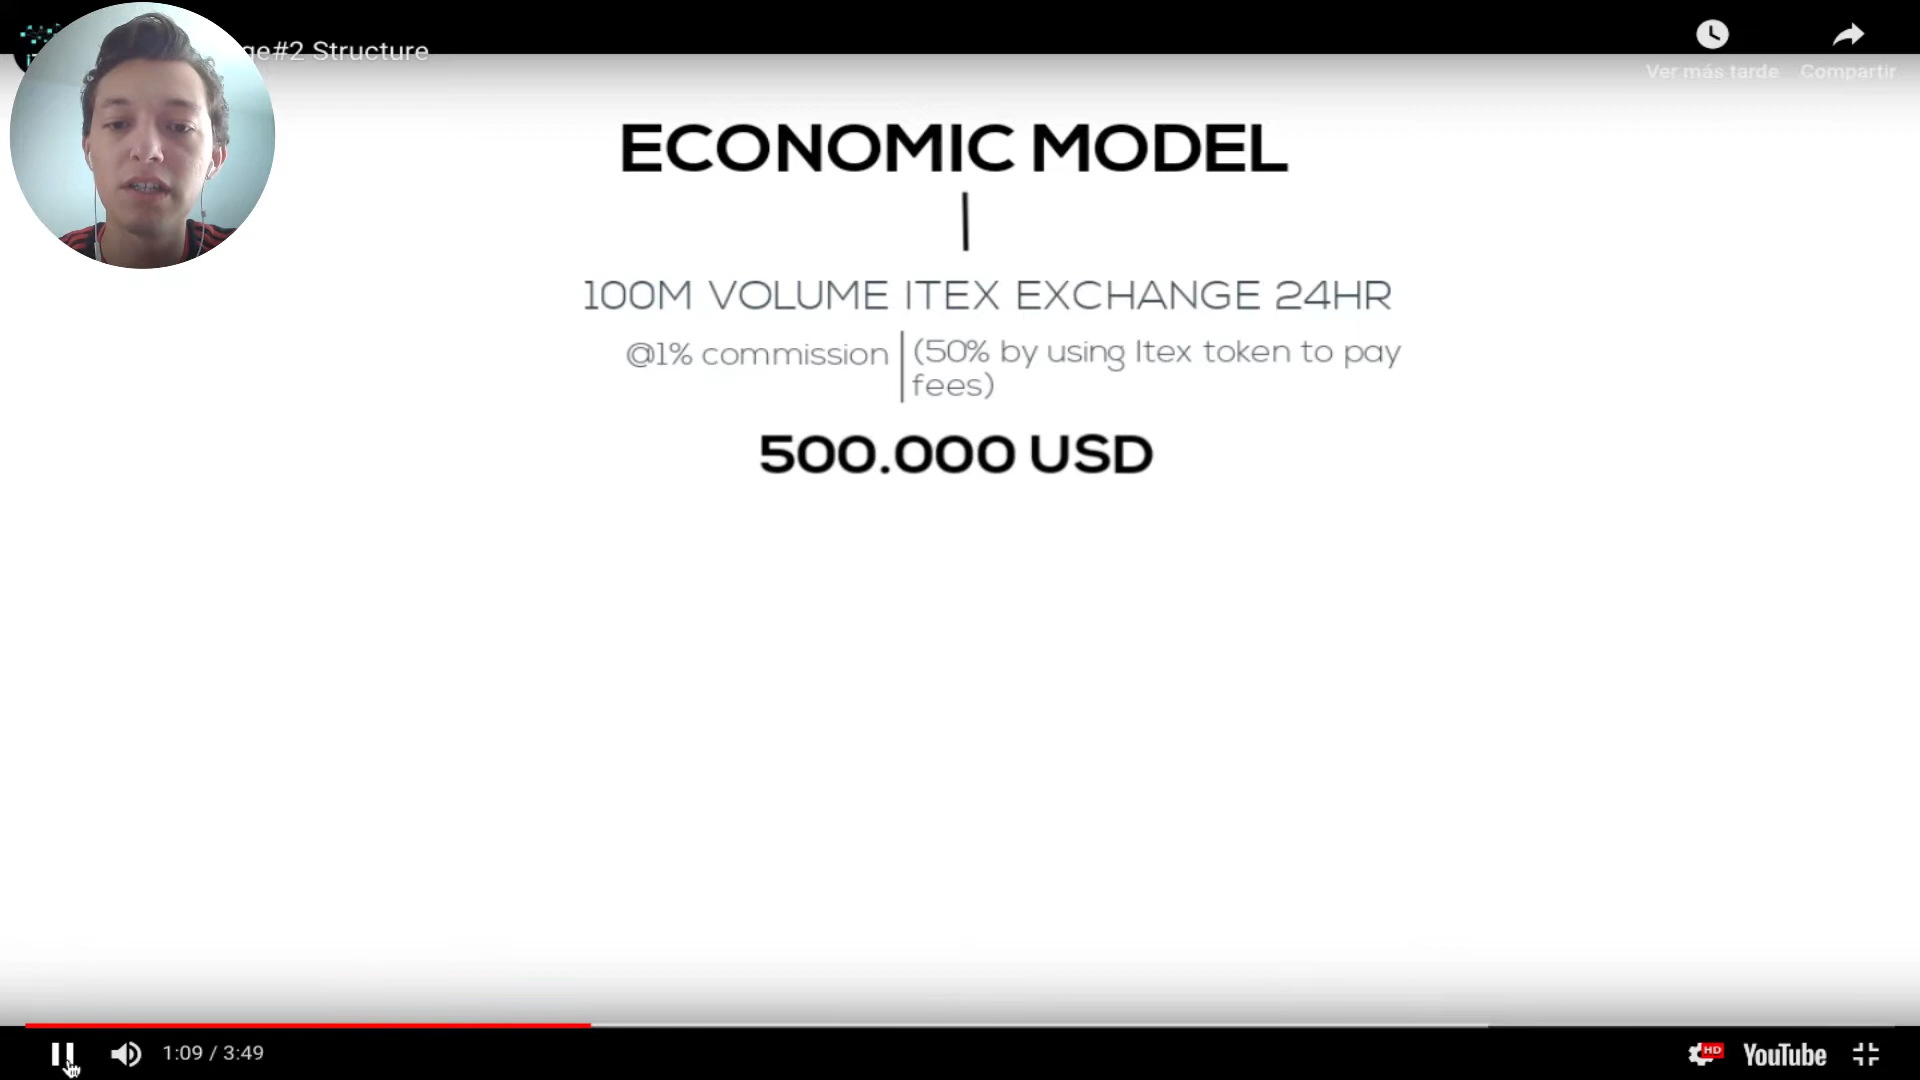 ge#2 Structure
Ver más tarde
Compartir
ECONOMIC MODEL
100M VOLUME ITEX EXCHANGE 24HR
@1% commission
(50% by using Itex token to pay
fees)
500.000 USD
1:09 / 3:49
HD
YouTube